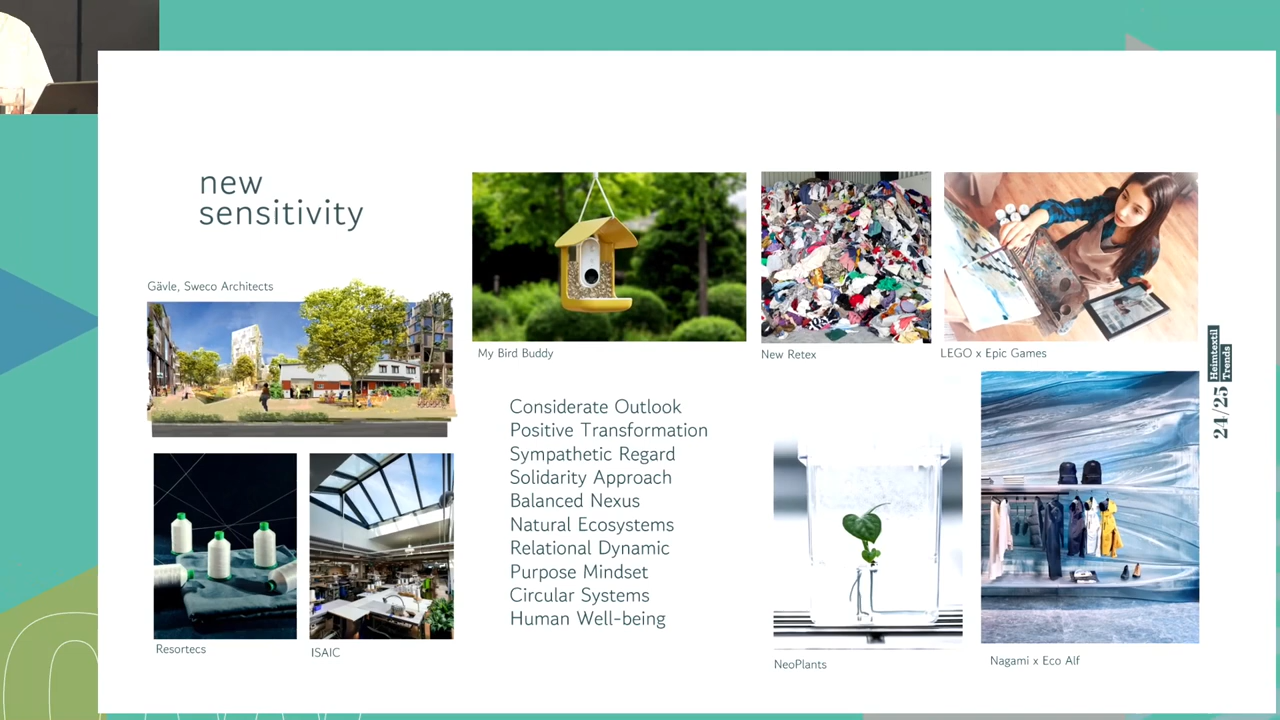 new
sensitivity
Gävle, Sweco Architects
My Bird Buddy
New Retex
LEGO x Epic Games
Considerate Outlook
Positive Transformation
Sympathetic Regard
Solidarity Approach
Balanced Nexus
Natural Ecosystems
Relational Dynamic
Purpose Mindset
Circular Systems
Human Well-being
Resortecs
ISAIC
NeoPlants
Nagami x Eco Alf
24/25
Heimtextil
Trends